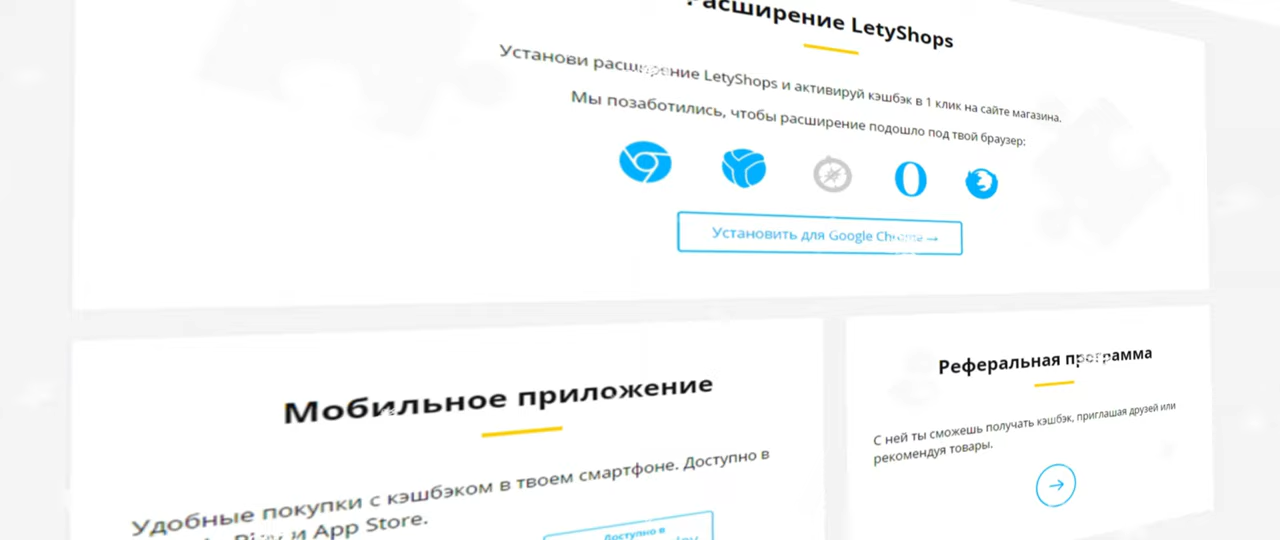 Расширение LetyShops
Установи расширение LetyShops и активируй кэшбэк в 1 клик на сайте магазина.
Мы позаботились, чтобы расширение подошло под твой браузер:
Установить для Google Chrome →
Мобильное приложение
Удобные покупки с кэшбэком в твоем смартфоне. Доступно в
Play и App Store.
Доступно в
Реферальная программа
С ней ты сможешь получать кэшбэк, приглашая друзей или
рекомендуя товары.